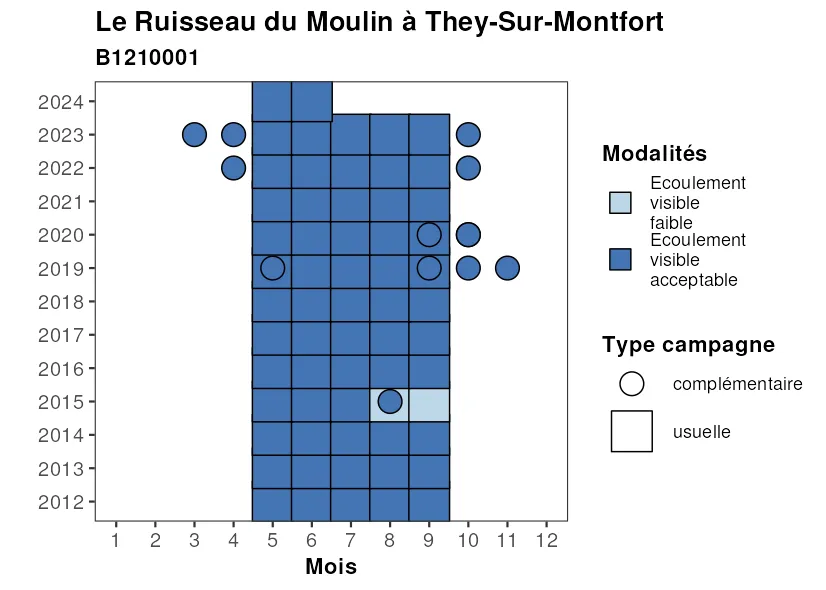 Le Ruisseau du Moulin à They-Sur-Montfort
B1210001
2024
2023
2022
2021
2020
2019
2018
2017
2016
2015
2014
2013
2012
1 2 3 4 5 6 7 8 9 10 11 12
Mois
Modalités
Ecoulement
visible
faible
Ecoulement
visible
acceptable
Type campagne
complémentaire
usuelle